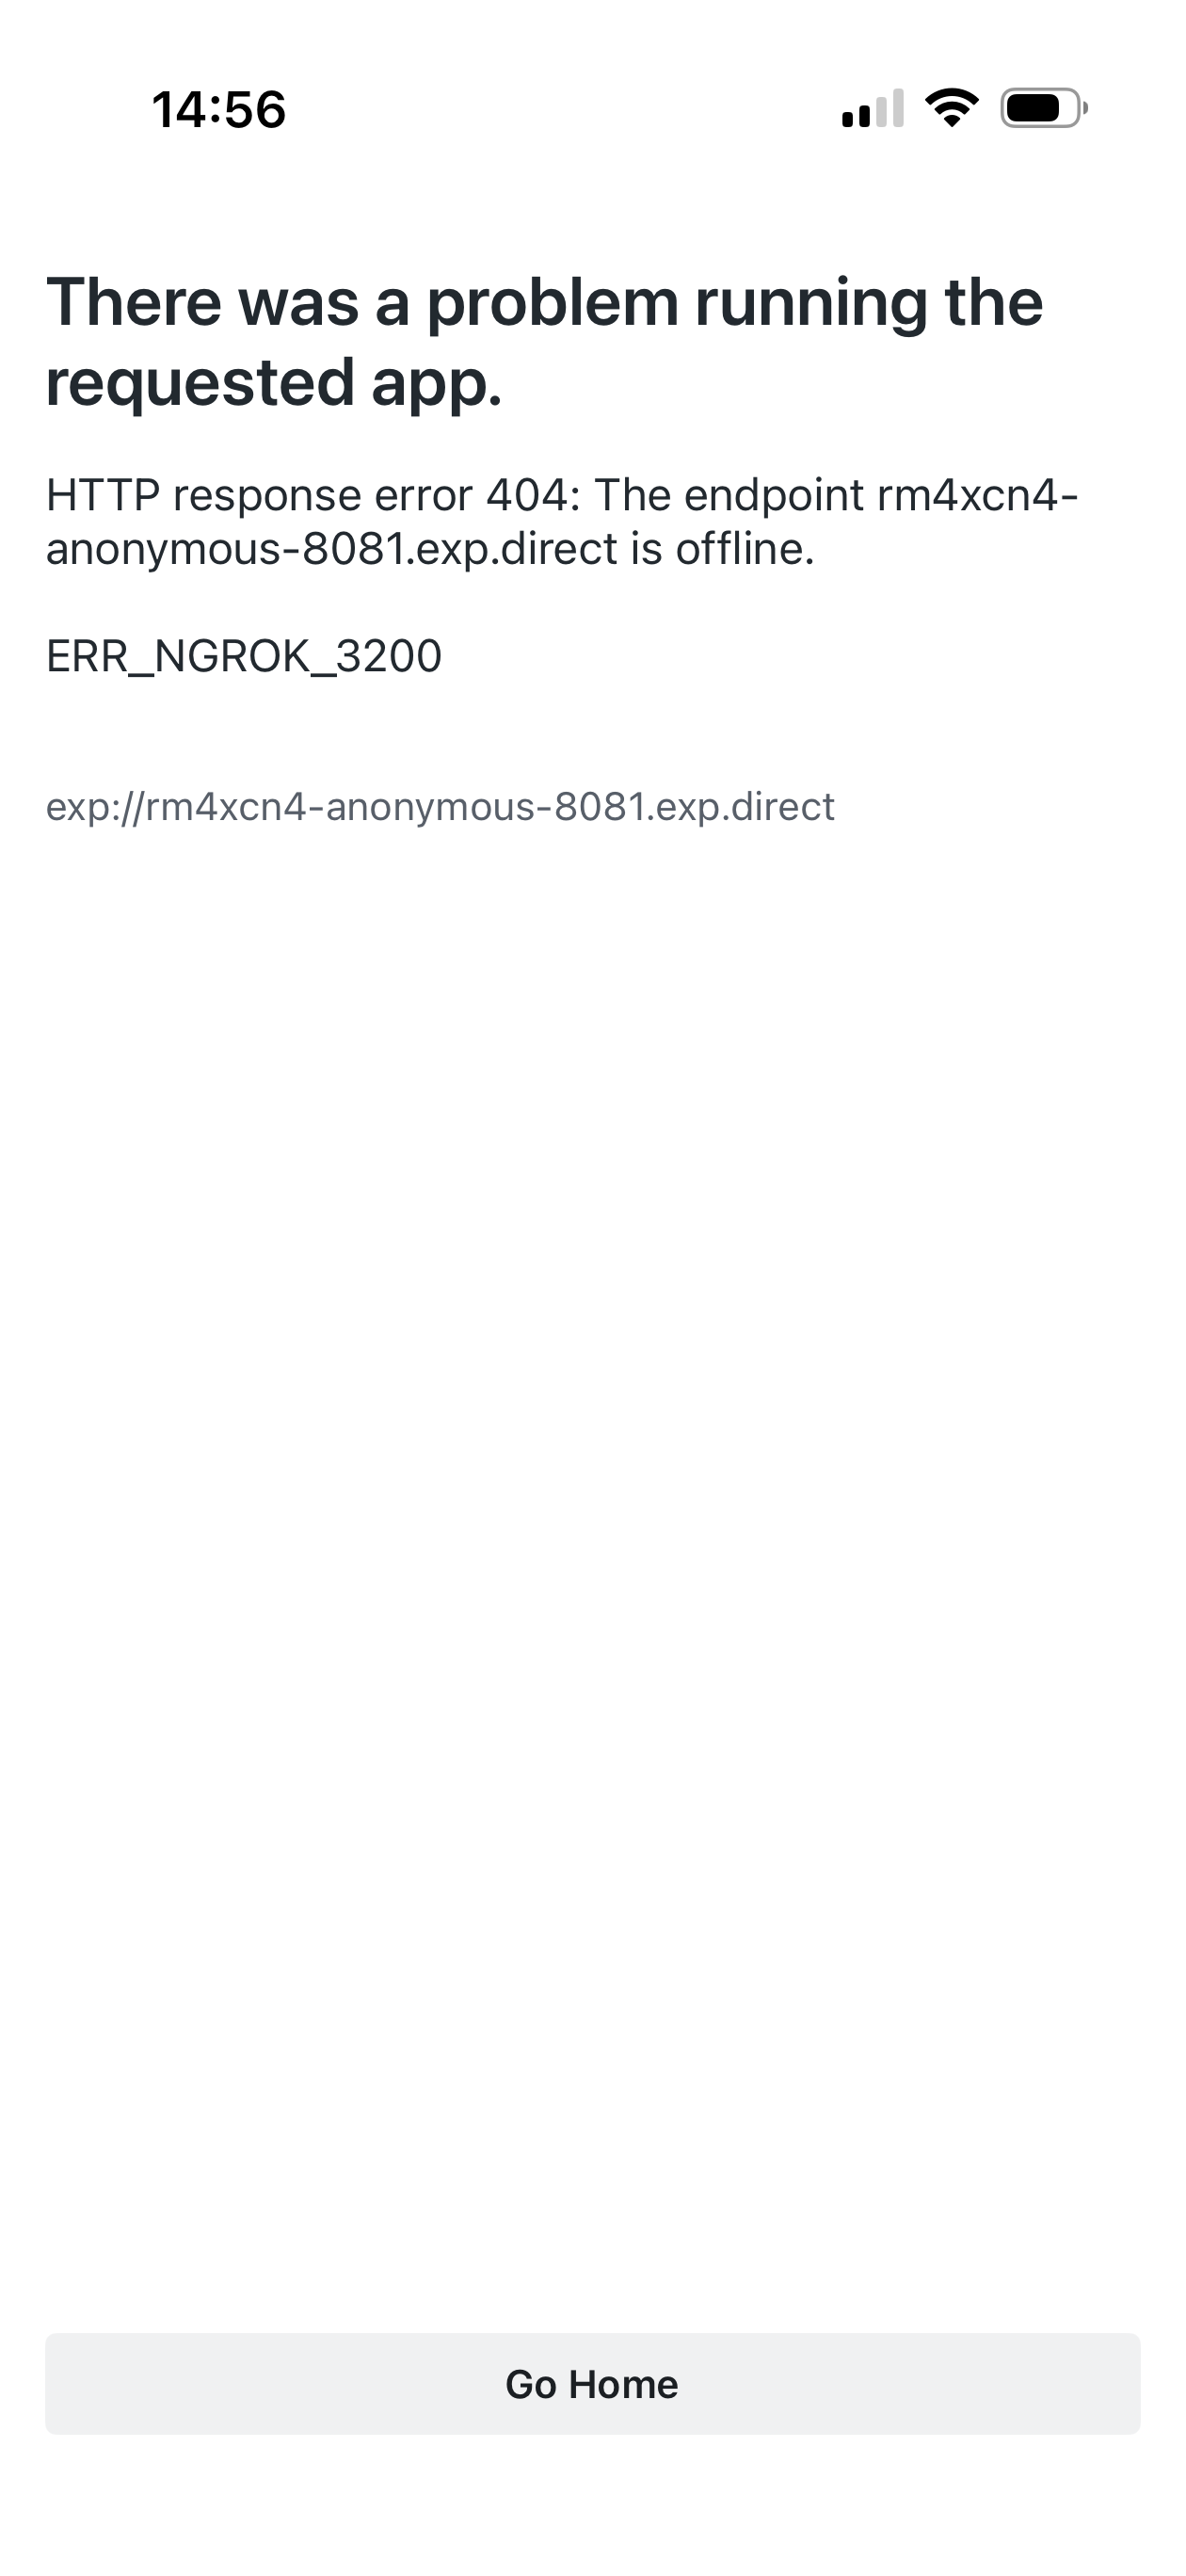 14:56
There was a problem running the
requested app.
HTTP response error 404: The endpoint rm4xcn4-
anonymous-8081.exp.direct is offline.
ERR_NGROK_3200
exp://rm4xcn4-anonymous-8081.exp.direct
Go Home